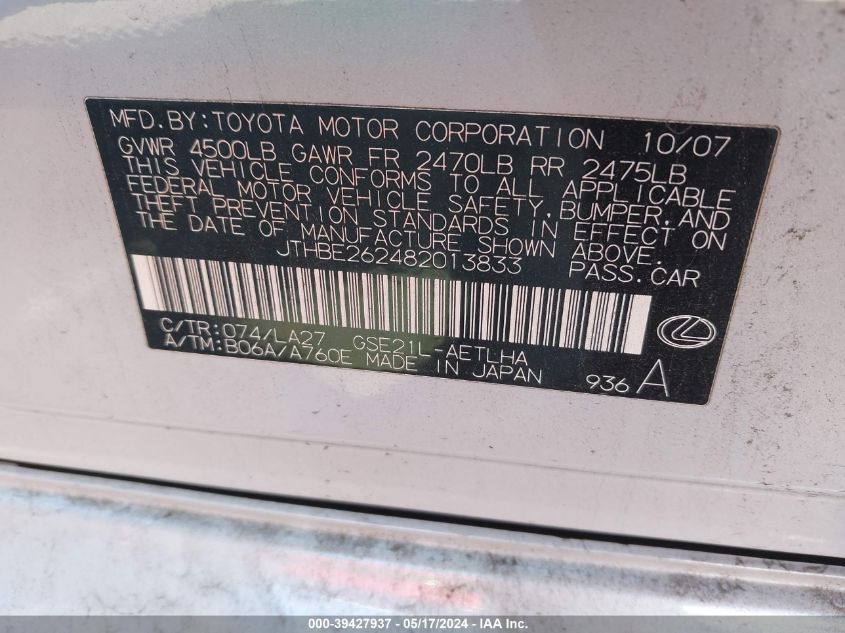 MFD.BY:TOYOTA MOTOR CORPORATION 10/07
GVWR 4500LB GAWR FR 2470LB RR 2475LB
THIS VEHICLE CONFORMS TO ALL APPLICABLE
FEDERAL MOTOR VEHICLE SAFETY,BUMPER,AND
THEFT PREVENTION STANDARDS IN EFFECT ON
THE DATE OF MANUFACTURE SHOWN ABOVE.
JTHBE262482013833 PASS.CAR
C/TR:074/LA27 GSE21L-AETLHA
A/TM:B06A/A760E MADE IN JAPAN 936 A
000-39427937 - 05/17/2024 - IAA Inc.